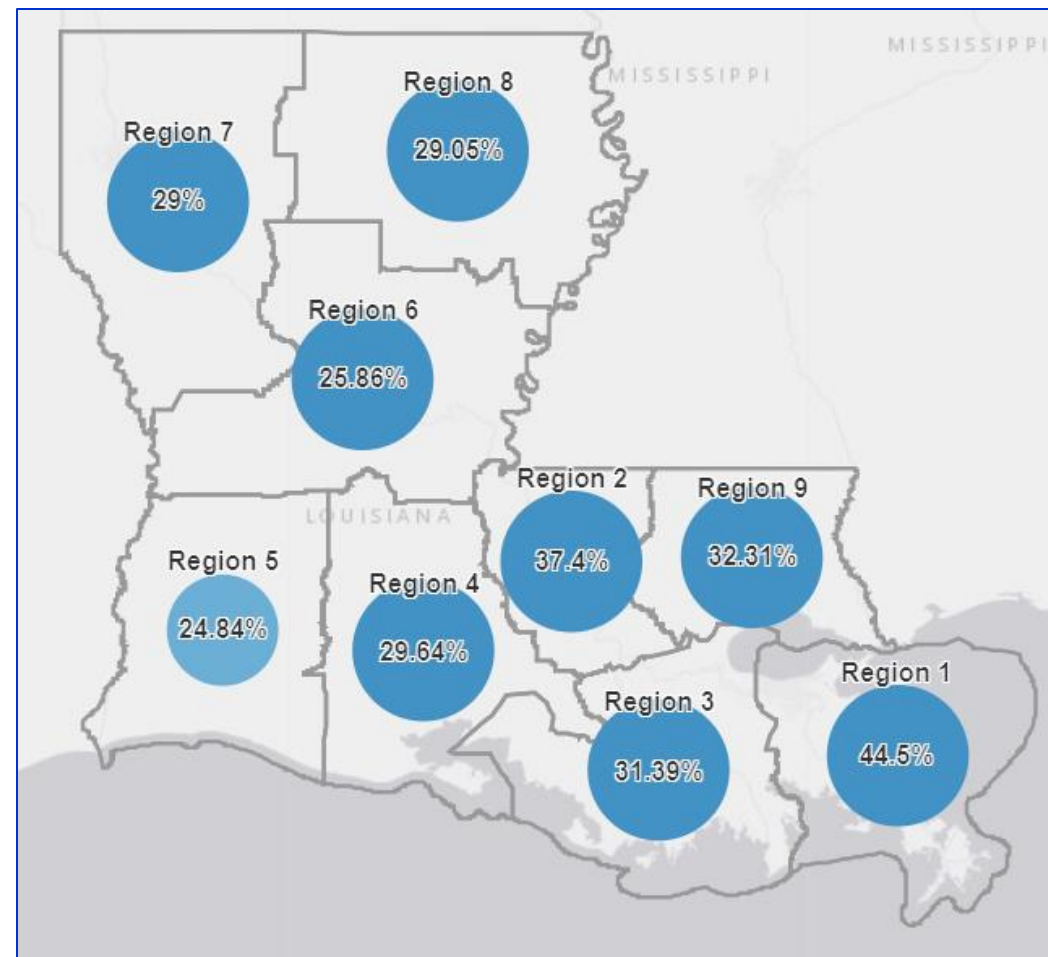 MISSISSIPPI
MISSISSIPPI
Region 8
29.05%
Region 7
29%
Region 6
25.86%
Region 2
37.4%
Region 9
32.31%
LOUISIANA
Region 5
24.84%
Region 4
29.64%
Region 1
44.5%
Region 3
31.39%